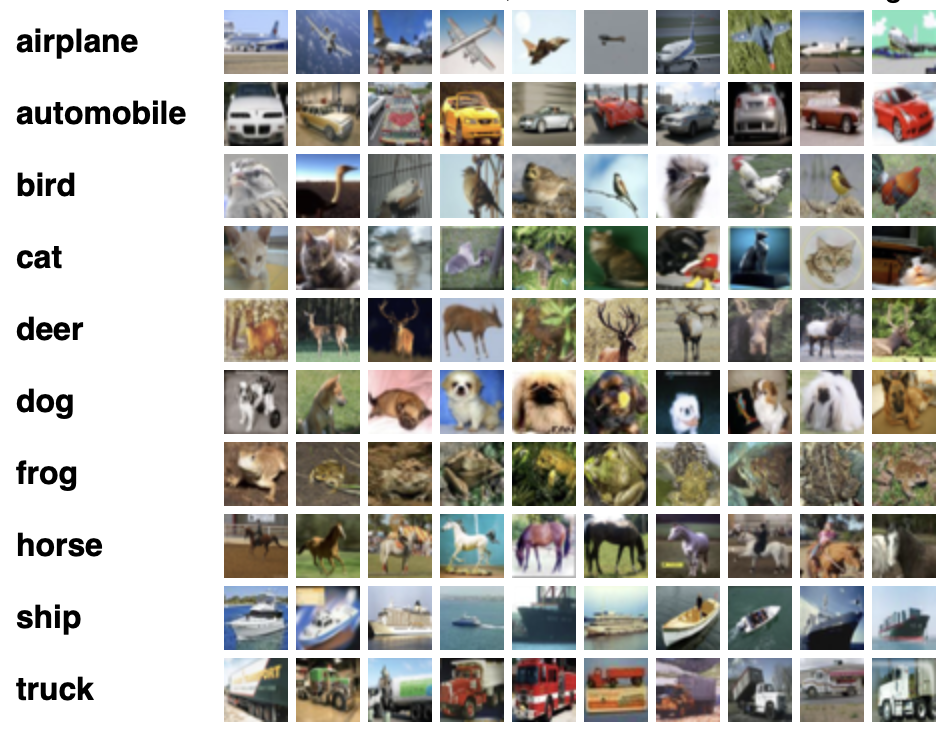 airplane
automobile
bird
cat
deer
dog
frog
horse
ship
truck